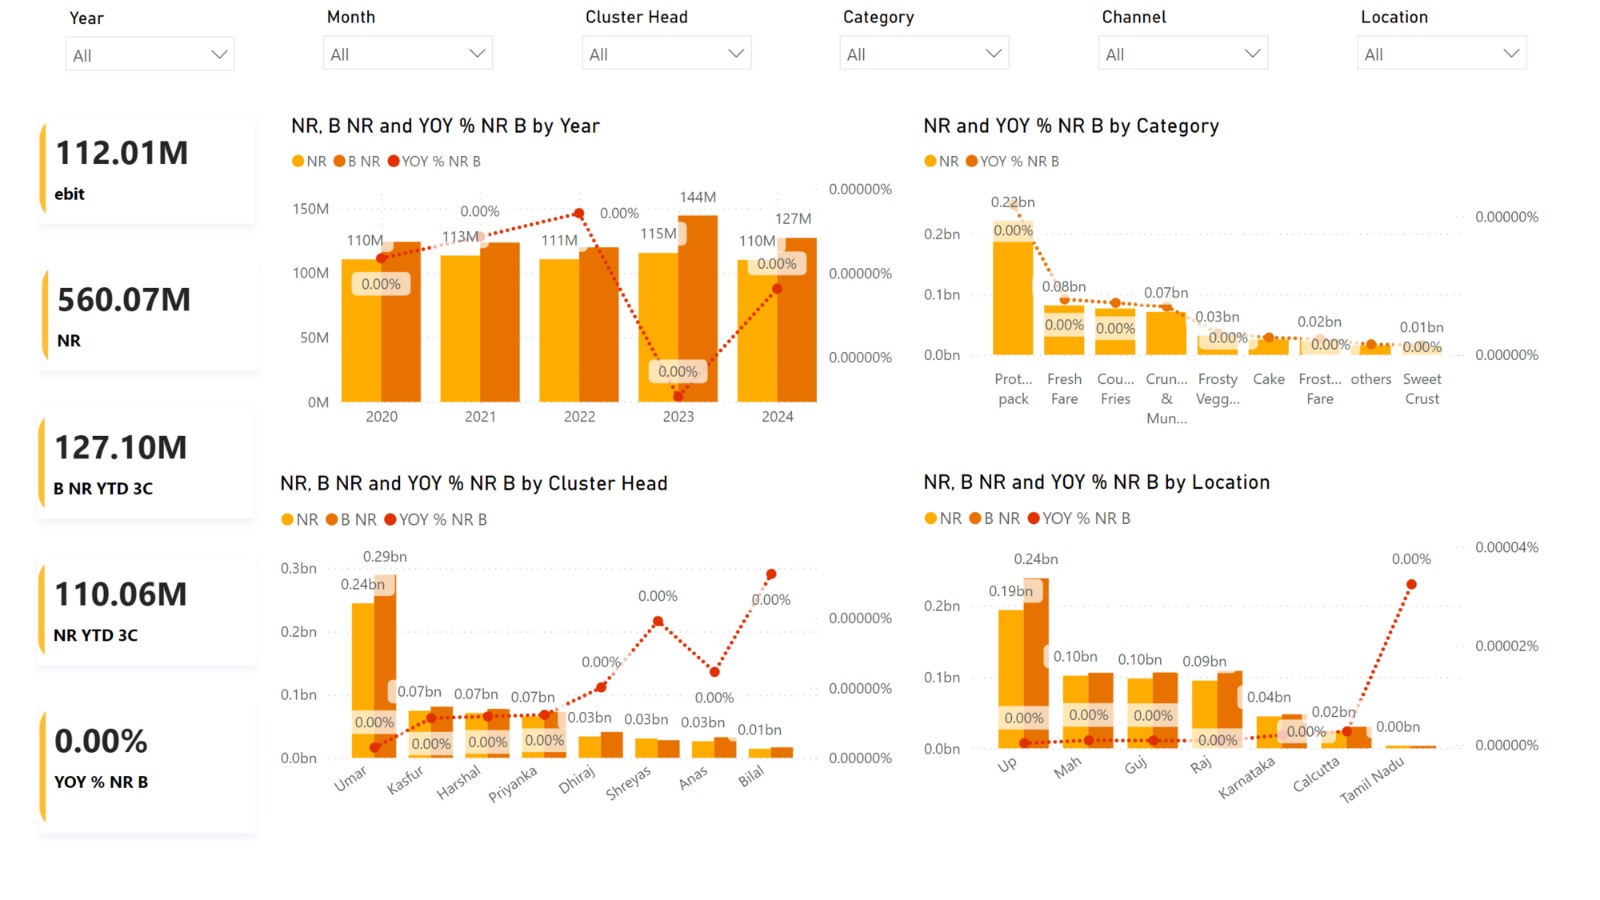 Year
Month
Cluster Head
Category
Channel
Location
All
All
All
All
All
All
112.01M
ebit
560.07M
NR
127.10M
B NR YTD 3C
110.06M
NR YTD 3C
0.00%
YOY % NR B
NR, B NR and YOY % NR B by Year
NR B NR YOY % NR B
150M
100M
50M
0M
110M
113M
111M
115M
144M
110M
127M
0.00%
0.00%
0.00%
0.00%
0.00%
0.00000%
0.00000%
0.00000%
2020 2021 2022 2023 2024
NR and YOY % NR B by Category
NR YOY % NR B
0.2bn
0.1bn
0.0bn
0.22bn
0.08bn
0.07bn
0.03bn
0.02bn
0.01bn
0.00%
0.00%
0.00%
0.00%
0.00%
0.00%
0.00000%
0.00000%
Prot... pack
Fresh Fare
Cou... Fries
Crun... & Mun...
Frosty Vegg...
Cake
Frost... Fare
others
Sweet Crust
NR, B NR and YOY % NR B by Cluster Head
NR B NR YOY % NR B
0.3bn
0.2bn
0.1bn
0.0bn
0.29bn
0.24bn
0.07bn
0.07bn
0.07bn
0.03bn
0.03bn
0.03bn
0.01bn
0.00%
0.00%
0.00%
0.00%
0.00%
0.00%
0.00%
0.00%
0.00000%
0.00000%
0.00000%
Umar Kasfur Harshal Priyanka Dhiraj Shreyas Anas Bilal
NR, B NR and YOY % NR B by Location
NR B NR YOY % NR B
0.2bn
0.1bn
0.0bn
0.24bn
0.19bn
0.10bn
0.10bn
0.09bn
0.04bn
0.02bn
0.00bn
0.00%
0.00%
0.00%
0.00%
0.00%
0.00%
0.00004%
0.00002%
0.00000%
Up Mah Guj Raj Karnataka Calcutta Tamil Nadu